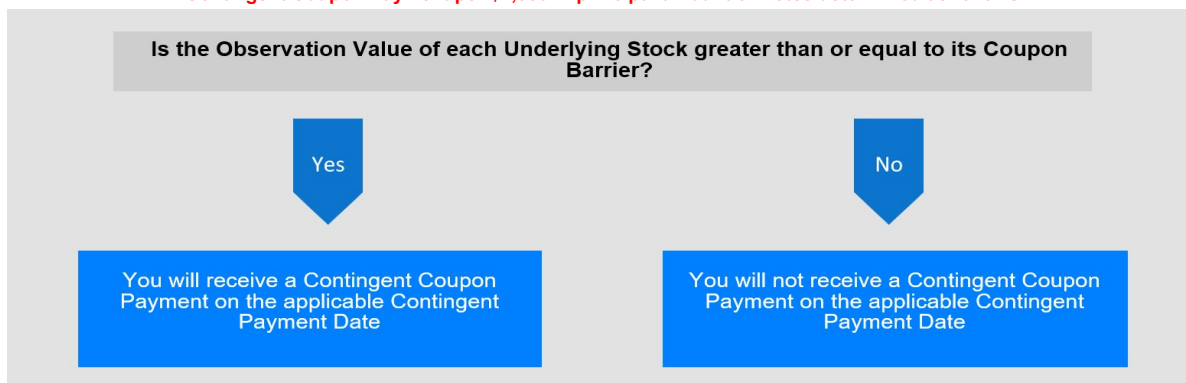 Is the Observation Value of each Underlying Stock greater than or equal to its Coupon
Barrier?
Yes
No
You will receive a Contingent Coupon
Payment on the applicable Contingent
Payment Date
You will not receive a Contingent Coupon
Payment on the applicable Contingent
Payment Date